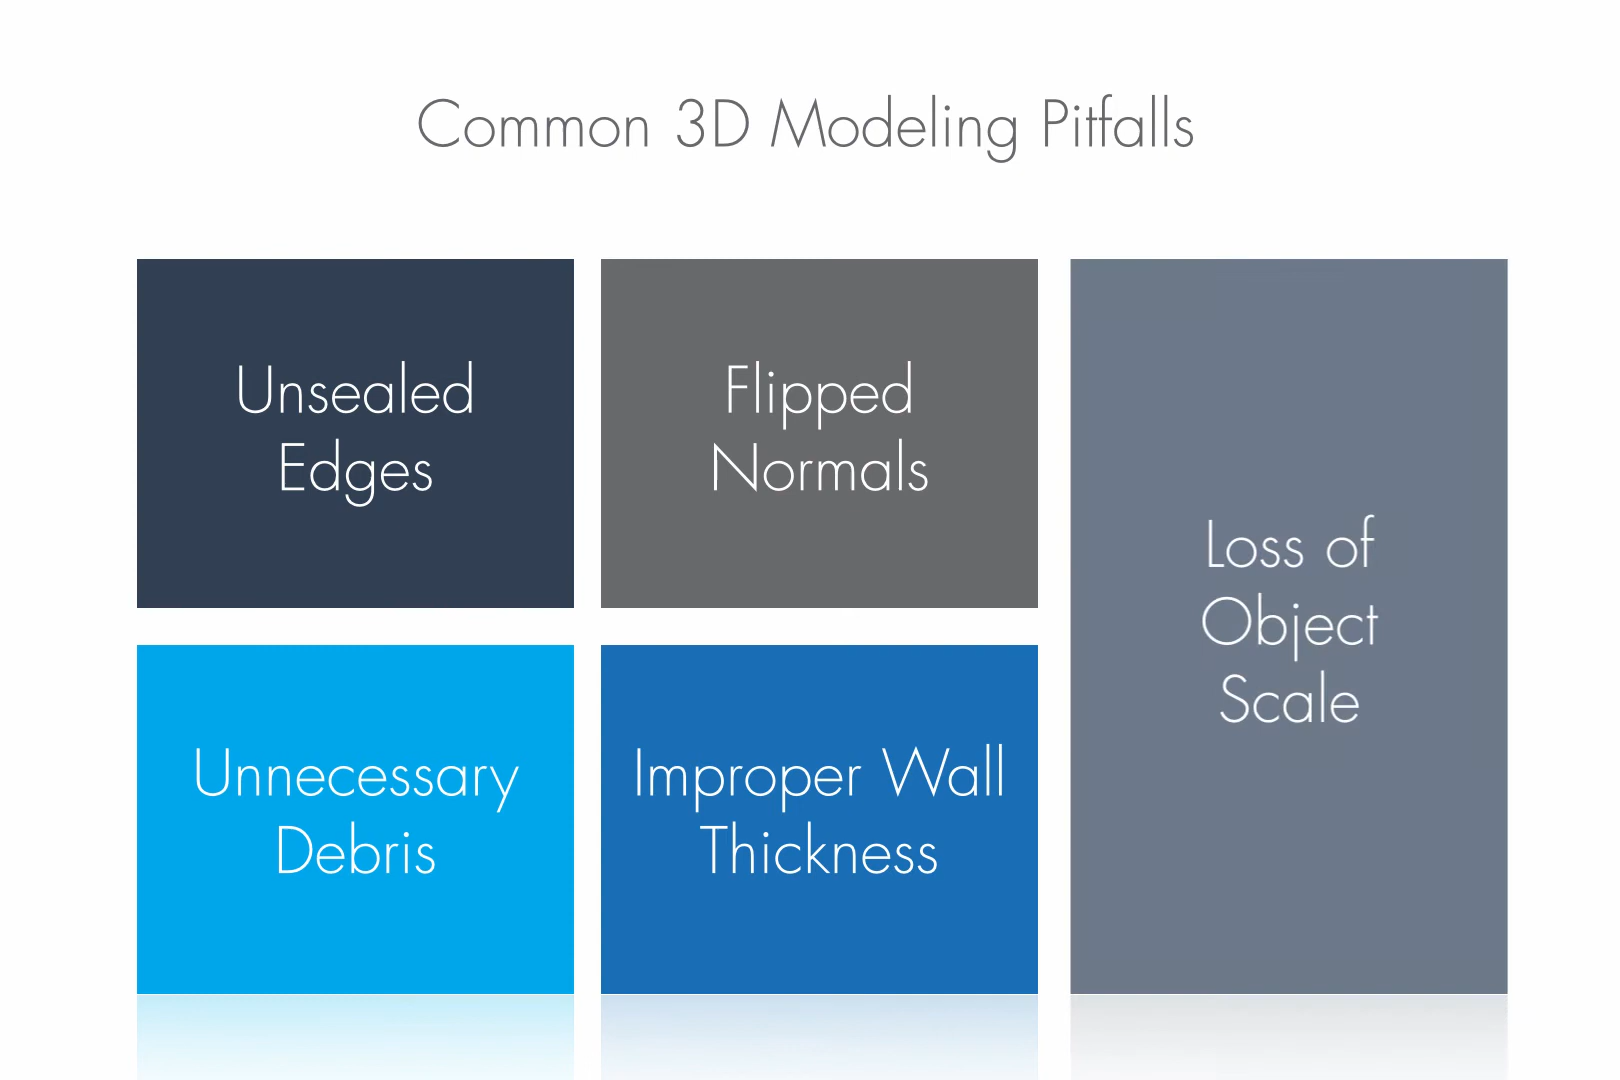 Common 3D Modeling Pitfalls
Unsealed
Edges
Flipped
Normals
Loss of
Object
Scale
Unnecessary
Debris
Improper Wall
Thickness